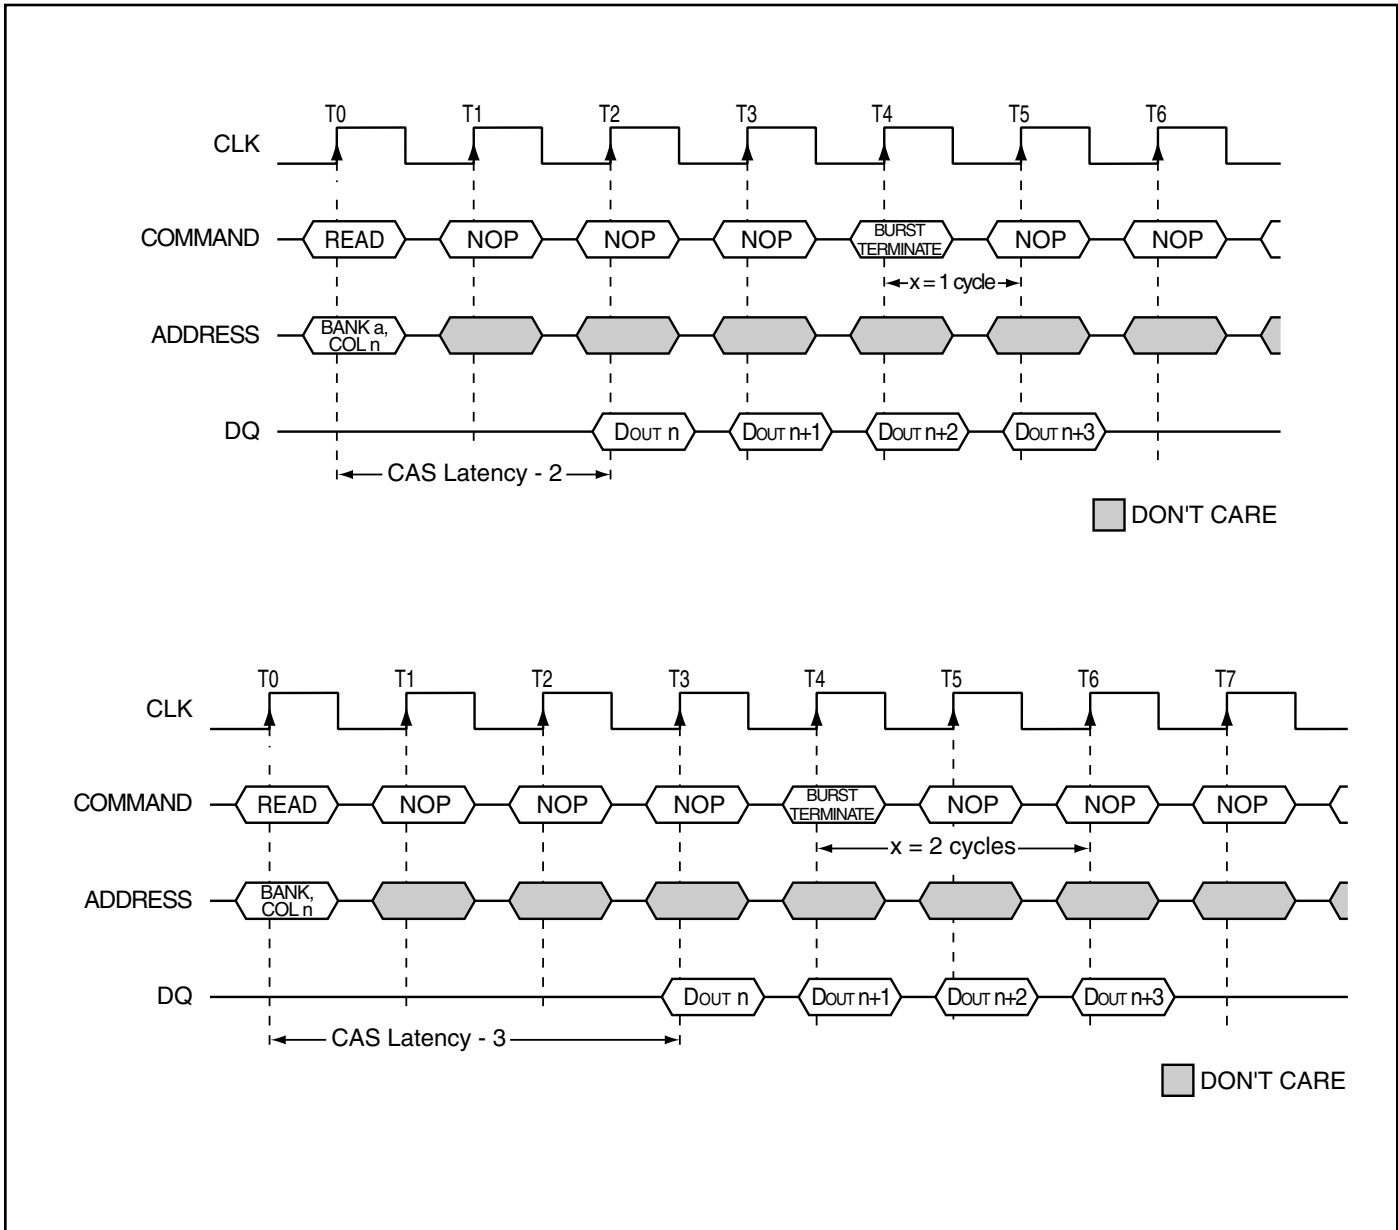 T0 T1 T2 T3 T4 T5 T6
CLK
COMMAND READ NOP NOP NOP BURST TERMINATE NOP NOP
x = 1 cycle
ADDRESS BANK a, COL n
DQ DOUT n DOUT n+1 DOUT n+2 DOUT n+3
CAS Latency - 2
DON'T CARE
T0 T1 T2 T3 T4 T5 T6 T7
CLK
COMMAND READ NOP NOP NOP BURST TERMINATE NOP NOP NOP
x = 2 cycles
ADDRESS BANK, COL n
DQ DOUT n DOUT n+1 DOUT n+2 DOUT n+3
CAS Latency - 3
DON'T CARE